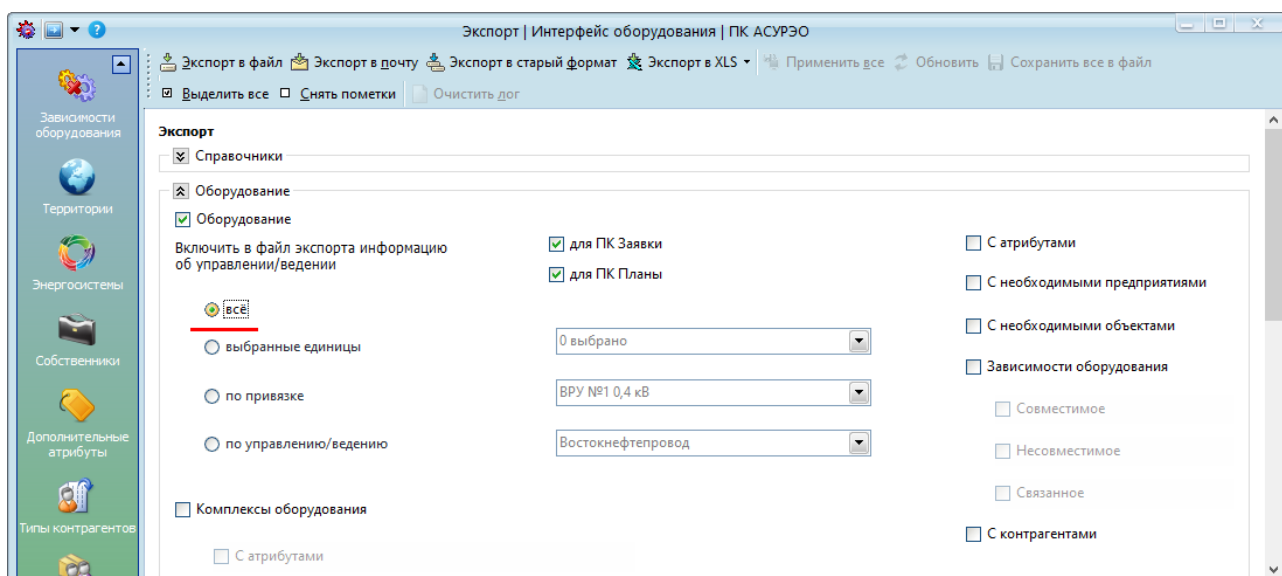 Экспорт | Интерфейс оборудования | ПК АСУРЭО
Экспорт в файл Экспорт в почту Экспорт в старый формат Экспорт в XLS Применить все Обновить Сохранить все в файл
Выделить все Снять пометки Очистить лог
Зависимости
оборудования
Территории
Энергосистемы
Собственники
Дополнительные
атрибуты
Типы контрагентов
Экспорт
Справочники
Оборудование
Оборудование
Включить в файл экспорта информацию
об управлении/ведении
для ПК Заявки
для ПК Планы
всё
выбранные единицы
0 выбрано
по привязке
ВРУ №1 0,4 кВ
по управлению/ведению
Востокнефтепровод
Комплексы оборудования
С атрибутами
С атрибутами
С необходимыми предприятиями
С необходимыми объектами
Зависимости оборудования
Совместимое
Несовместимое
Связанное
С контрагентами